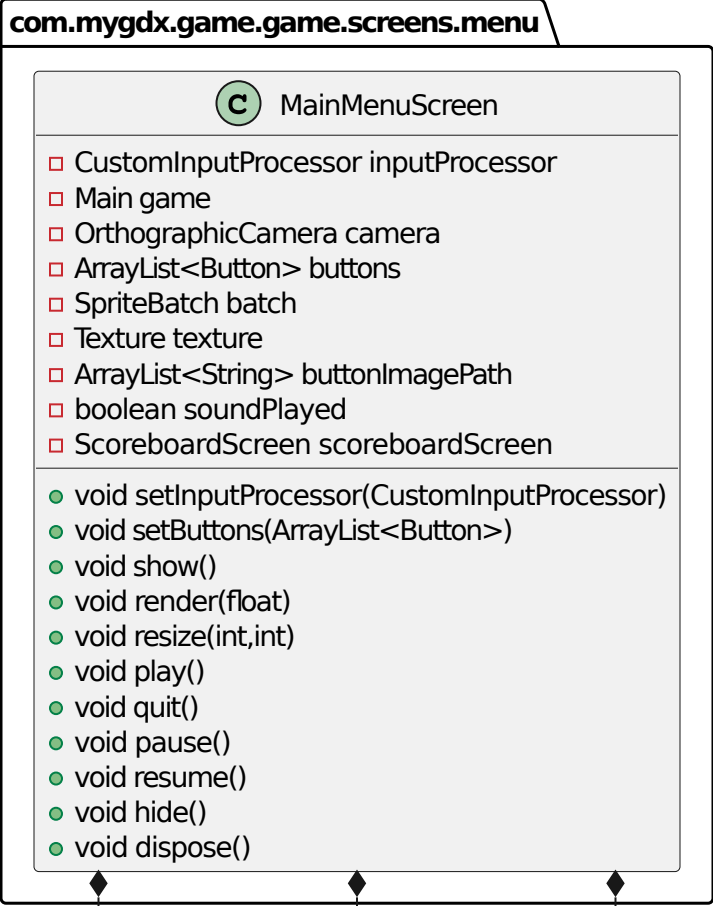 com.mygdx.game.game.screens.menu
C MainMenuScreen
CustomInputProcessor inputProcessor
Main game
OrthographicCamera camera
ArrayList<Button> buttons
SpriteBatch batch
Texture texture
ArrayList<String> buttonImagePath
boolean soundPlayed
ScoreboardScreen scoreboardScreen
void setInputProcessor(CustomInputProcessor)
void setButtons(ArrayList<Button>)
void show()
void render(float)
void resize(int,int)
void play()
void quit()
void pause()
void resume()
void hide()
void dispose()